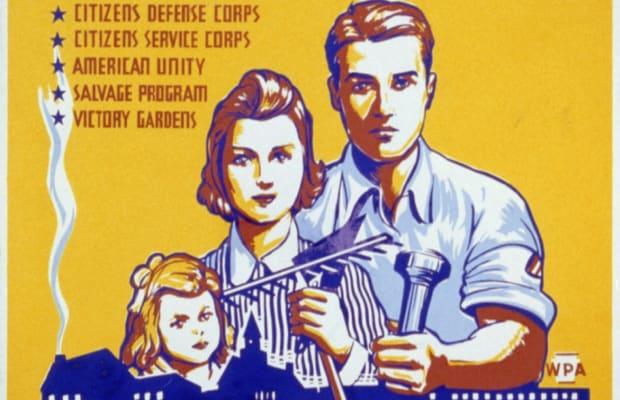 ★ CITIZENS DEFENSE CORPS
★ CITIZENS SERVICE CORPS
★ AMERICAN UNITY
★ SALVAGE PROGRAM
★ VICTORY GARDENS
WPA